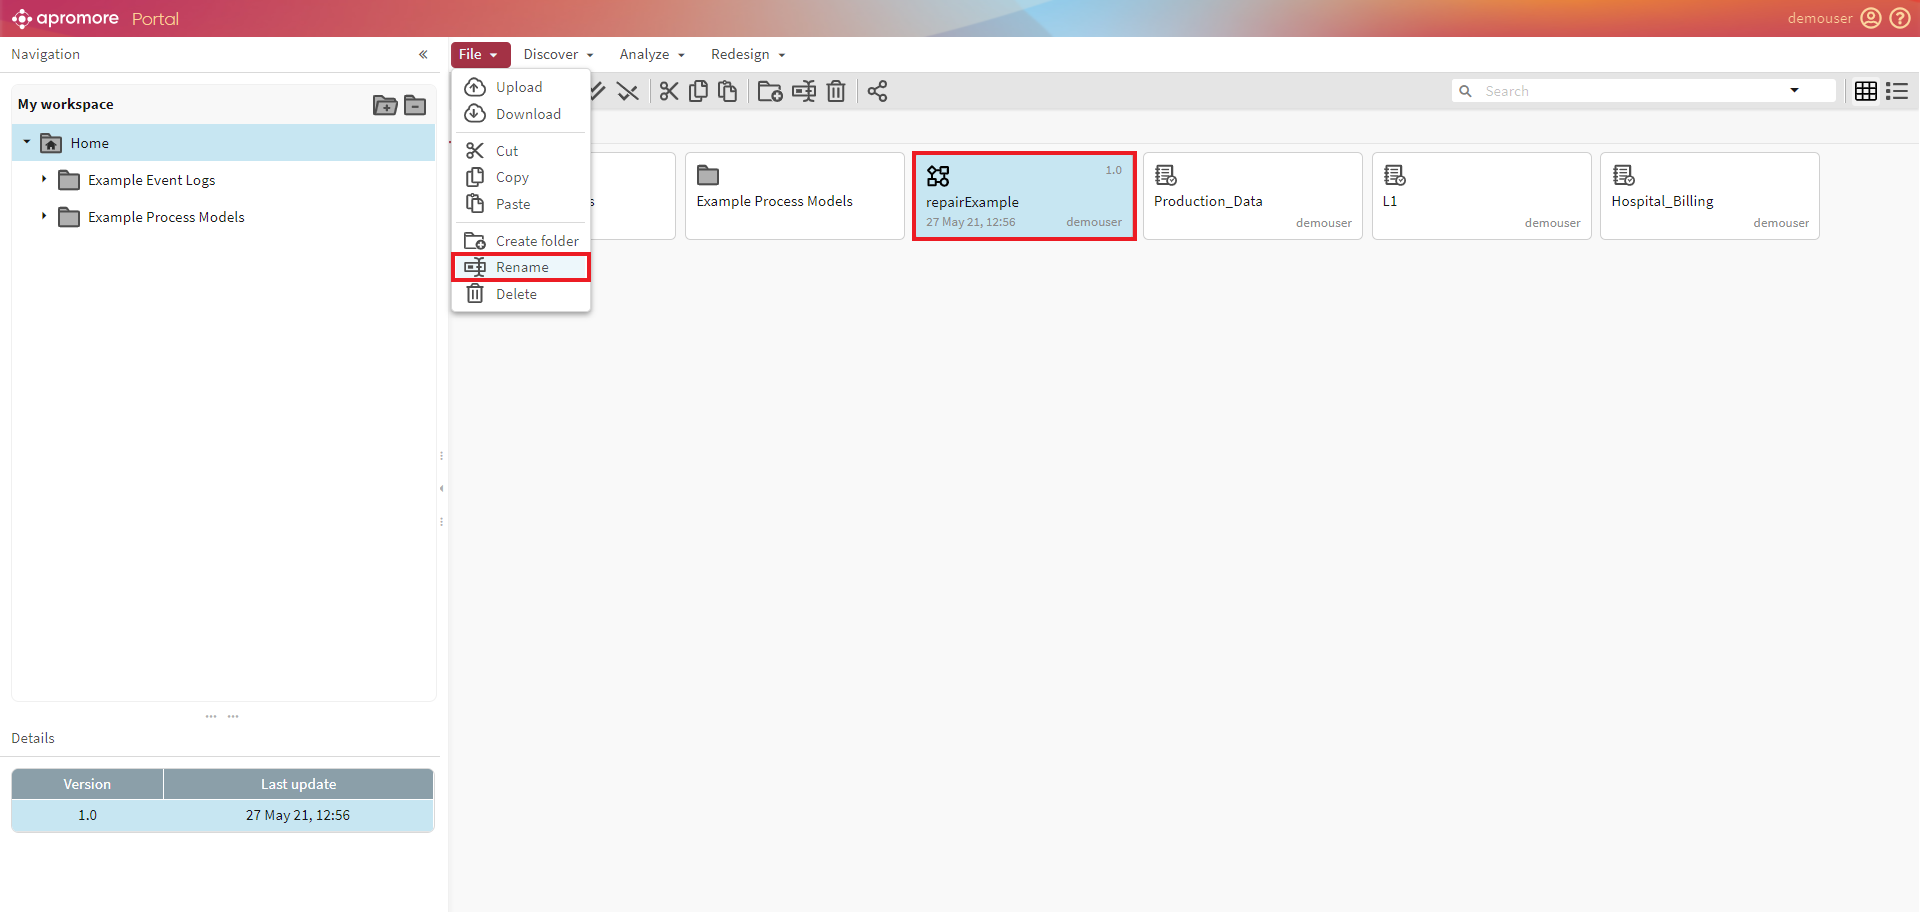 apromore Portal
demouser
Navigation
File
Discover
Analyze
Redesign
Search
My workspace
Home
Example Event Logs
Example Process Models
Upload
Download
Cut
Copy
Paste
Create folder
Rename
Delete
s
Example Process Models
1.0
repairExample
27 May 21, 12:56 demouser
Production_Data
demouser
L1
demouser
Hospital_Billing
demouser
Details
Version Last update
1.0 27 May 21, 12:56